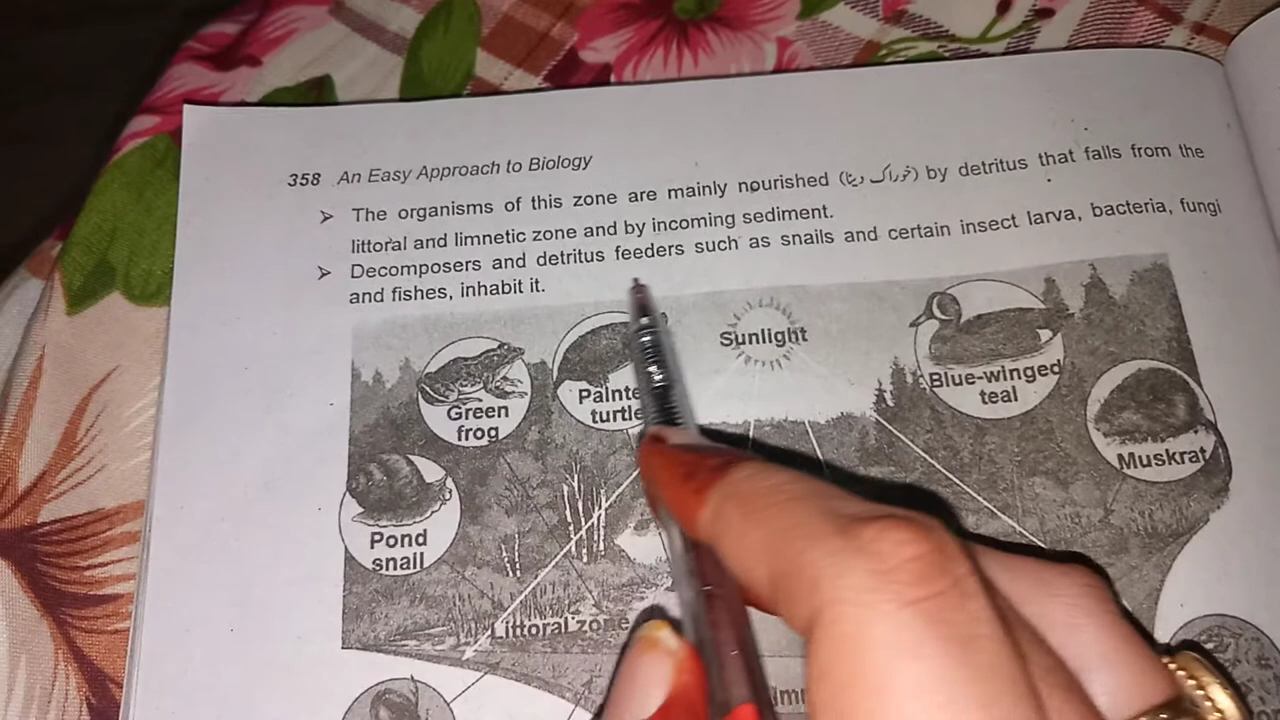 358 An Easy Approach to Biology
➢ The organisms of this zone are mainly nourished (خوراک دینا) by detritus that falls from the
littoral and limnetic zone and by incoming sediment.
➢ Decomposers and detritus feeders such as snails and certain insect larva, bacteria, fungi
and fishes, inhabit it.
Sunlight
Green
frog
Painte
turtle
Blue-winged
teal
Muskrat
Pond
snail
Littoral zone